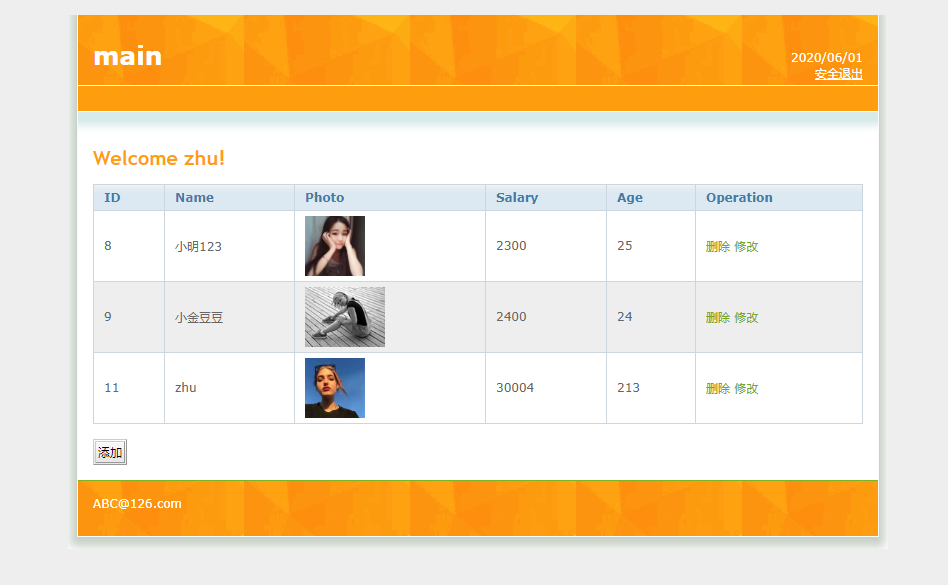 main
2020/06/01
安全退出
Welcome zhu!
ID Name Photo Salary Age Operation
8 小明123 2300 25 删除 修改
9 小金豆豆 2400 24 删除 修改
11 zhu 30004 213 删除 修改
添加
ABC@126.com